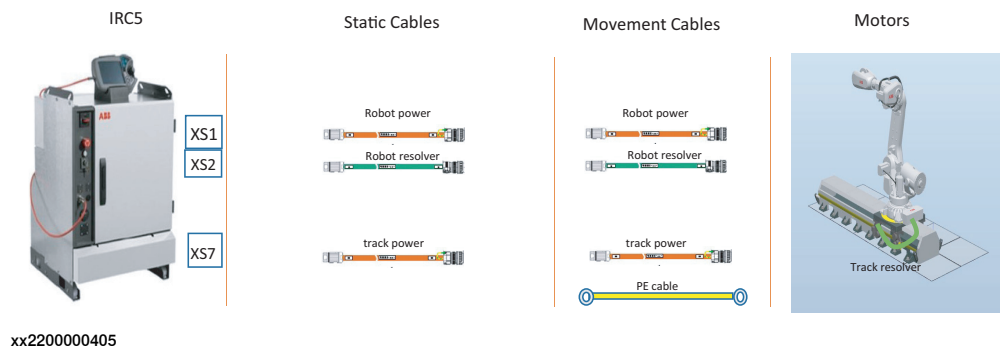 IRC5
Static Cables
Movement Cables
Motors
ABB
XS1
XS2
XS7
Robot power
Robot resolver
track power
Robot power
Robot resolver
track power
PE cable
Track resolver
xx2200000405